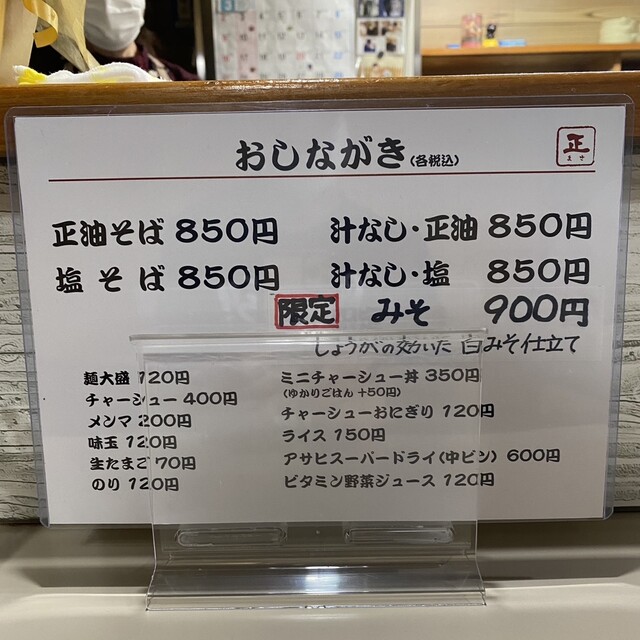 おしながき(各税込)
正
まさ
正油そば 850円
汁なし・正油 850円
塩そば 850円
汁なし・塩 850円
限定 みそ 900円
しょうがの効いた 白みそ仕立て
麺大盛 120円
チャーシュー 400円
メンマ 200円
味玉 120円
生たまご 70円
のり 120円
ミニチャーシュー丼 350円
(ゆかりごはん +50円)
チャーシューおにぎり 120円
ライス 150円
アサヒスーパードライ(中ビン) 600円
ビタミン野菜ジュース 120円